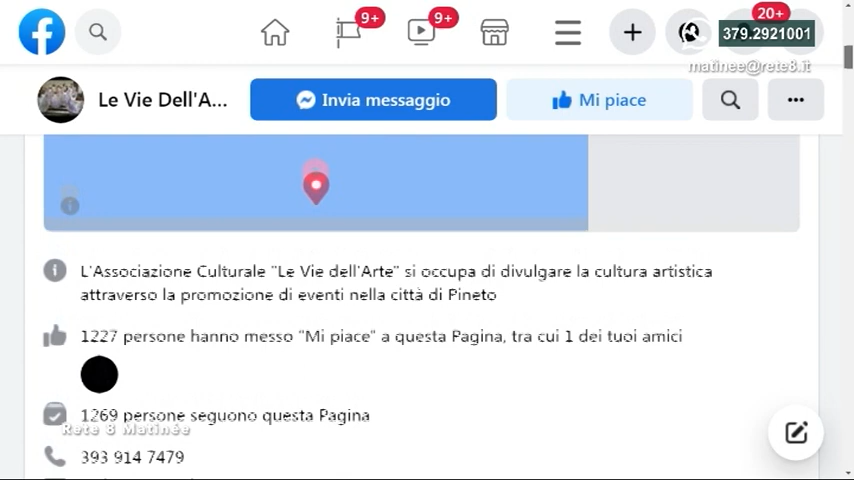 9+
9+
20+
379.2921001
matinee@rete8.it
Le Vie Dell'A...
Invia messaggio
Mi piace
L'Associazione Culturale "Le Vie dell'Arte" si occupa di divulgare la cultura artistica
attraverso la promozione di eventi nella città di Pineto
1227 persone hanno messo "Mi piace" a questa Pagina, tra cui 1 dei tuoi amici
1269 persone seguono questa Pagina
Rete 8 Matinée
393 914 7479